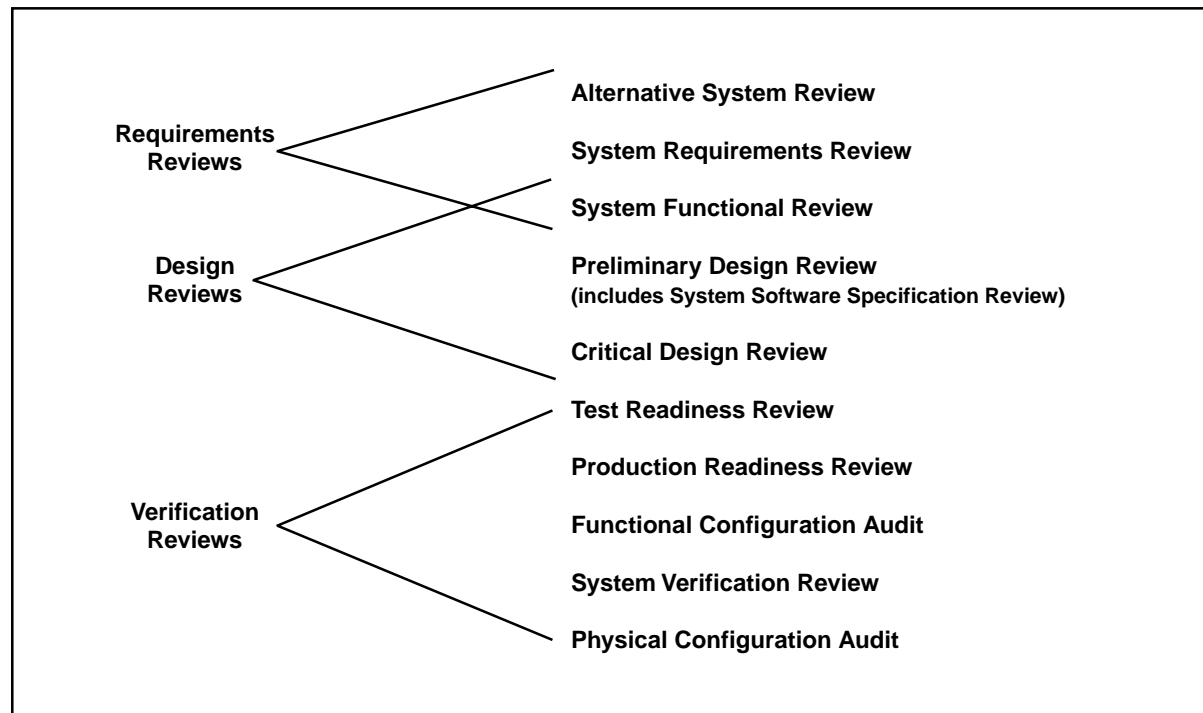 Requirements
Reviews
Design
Reviews
Verification
Reviews
Alternative System Review
System Requirements Review
System Functional Review
Preliminary Design Review
(includes System Software Specification Review)
Critical Design Review
Test Readiness Review
Production Readiness Review
Functional Configuration Audit
System Verification Review
Physical Configuration Audit